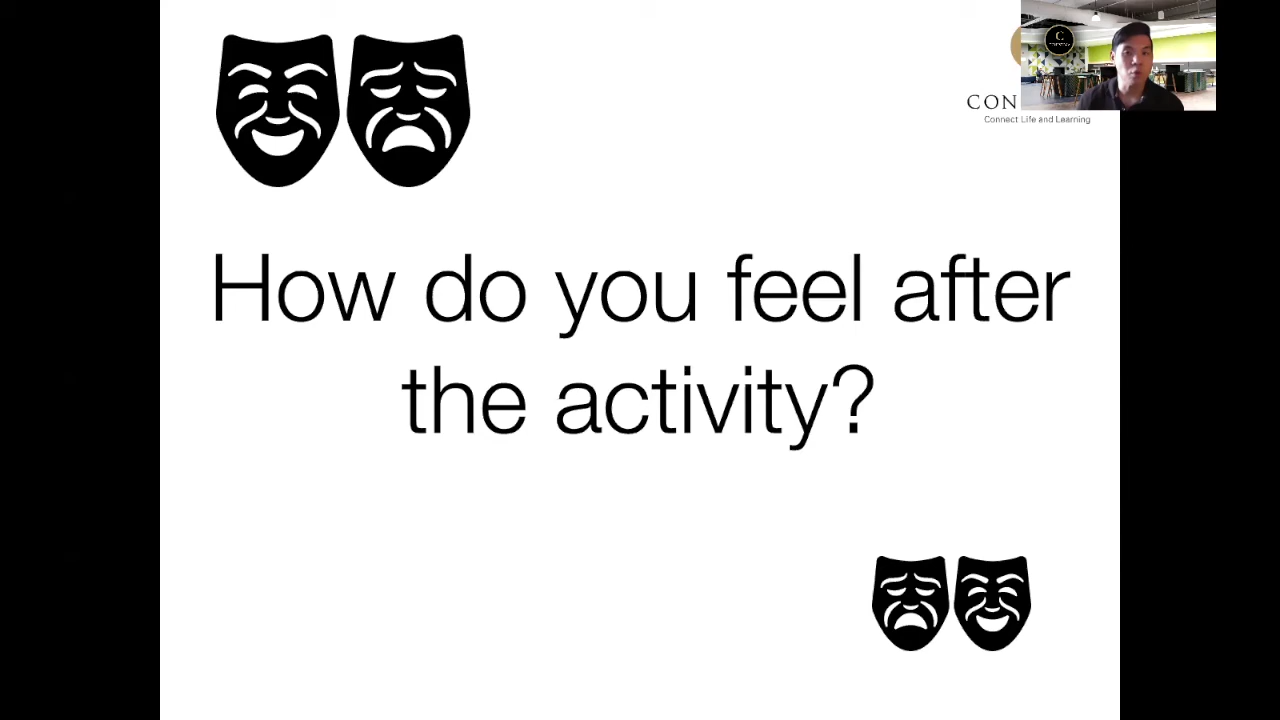 CON
Connect Life and Learning
How do you feel after
the activity?